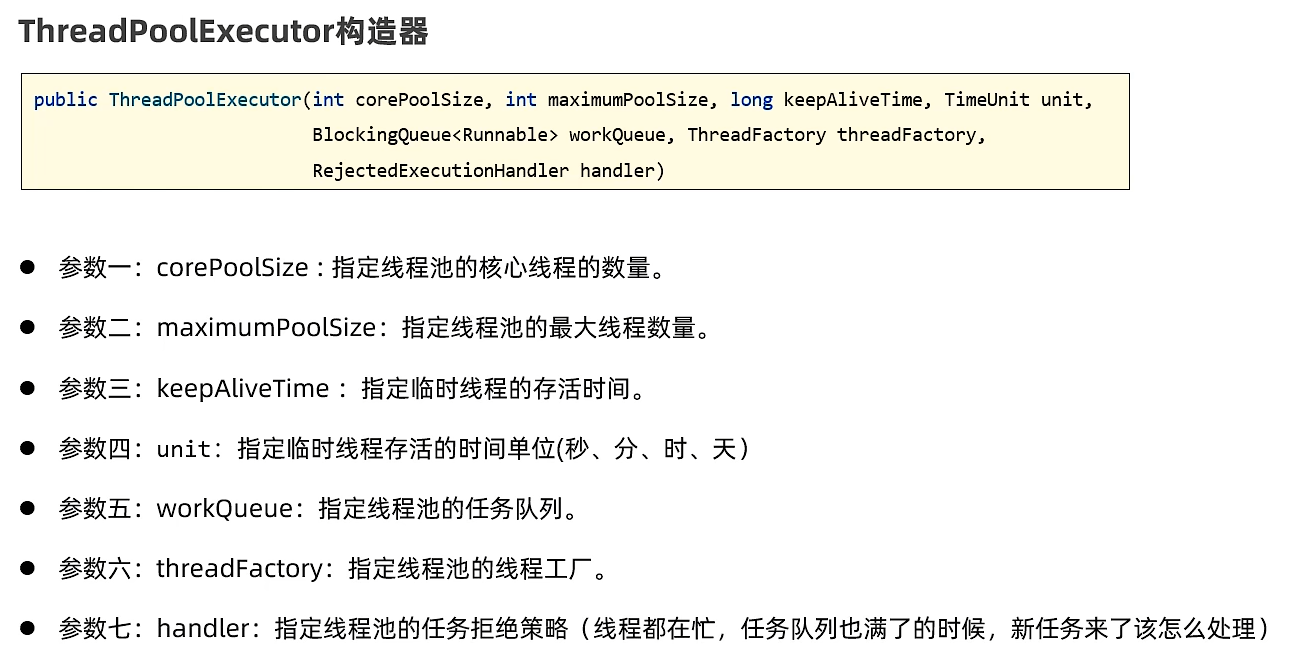 ThreadPoolExecutor构造器
public ThreadPoolExecutor(int corePoolSize, int maximumPoolSize, long keepAliveTime, TimeUnit unit,
BlockingQueue<Runnable> workQueue, ThreadFactory threadFactory,
RejectedExecutionHandler handler)
● 参数一：corePoolSize : 指定线程池的核心线程的数量。
● 参数二：maximumPoolSize：指定线程池的最大线程数量。
● 参数三：keepAliveTime ：指定临时线程的存活时间。
● 参数四：unit：指定临时线程存活的时间单位(秒、分、时、天）
● 参数五：workQueue：指定线程池的任务队列。
● 参数六：threadFactory：指定线程池的线程工厂。
● 参数七：handler：指定线程池的任务拒绝策略（线程都在忙，任务队列也满了的时候，新任务来了该怎么处理）